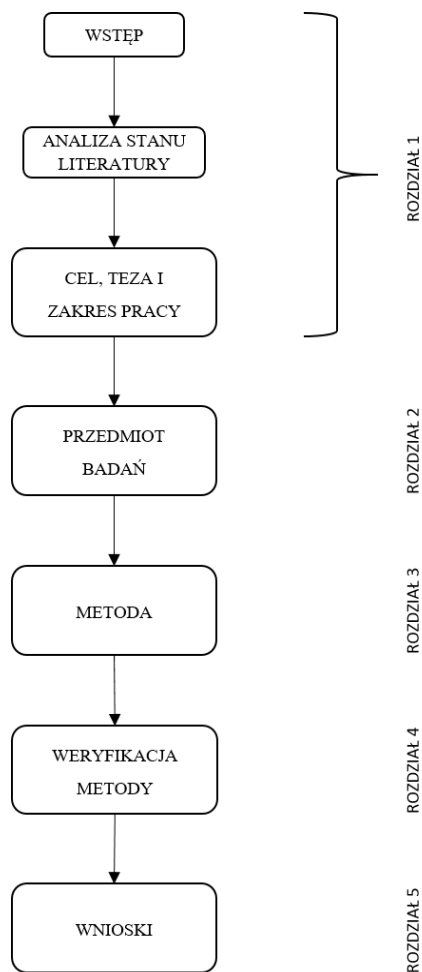 WSTĘP
ANALIZA STANU
LITERATURY
CEL, TEZA I
ZAKRES PRACY
ROZDZIAŁ 1
PRZEDMIOT
BADAŃ
ROZDZIAŁ 2
METODA
ROZDZIAŁ 3
WERYFIKACJA
METODY
ROZDZIAŁ 4
WNIOSKI
ROZDZIAŁ 5